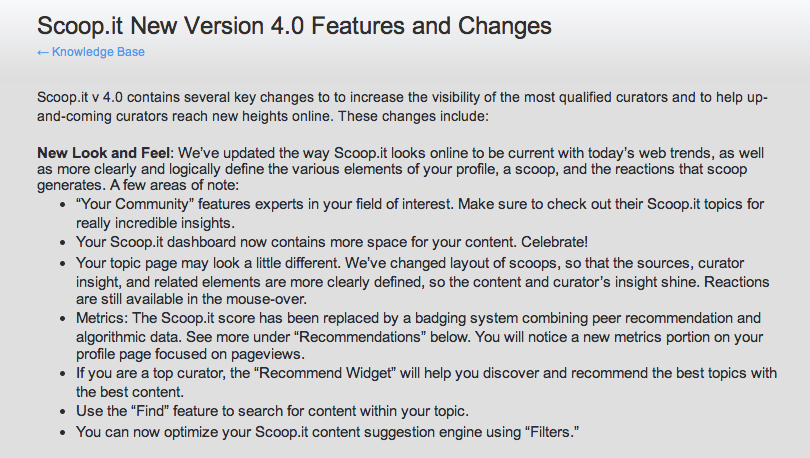 Scoop.it New Version 4.0 Features and Changes
← Knowledge Base
Scoop.it v 4.0 contains several key changes to to increase the visibility of the most qualified curators and to help up-
and-coming curators reach new heights online. These changes include:
New Look and Feel: We've updated the way Scoop.it looks online to be current with today's web trends, as well
as more clearly and logically define the various elements of your profile, a scoop, and the reactions that scoop
generates. A few areas of note:
• “Your Community” features experts in your field of interest. Make sure to check out their Scoop.it topics for
really incredible insights.
• Your Scoop.it dashboard now contains more space for your content. Celebrate!
• Your topic page may look a little different. We've changed layout of scoops, so that the sources, curator
insight, and related elements are more clearly defined, so the content and curator's insight shine. Reactions
are still available in the mouse-over.
• Metrics: The Scoop.it score has been replaced by a badging system combining peer recommendation and
algorithmic data. See more under “Recommendations” below. You will notice a new metrics portion on your
profile page focused on pageviews.
• If you are a top curator, the “Recommend Widget” will help you discover and recommend the best topics with
the best content.
• Use the “Find” feature to search for content within your topic.
• You can now optimize your Scoop.it content suggestion engine using “Filters.”